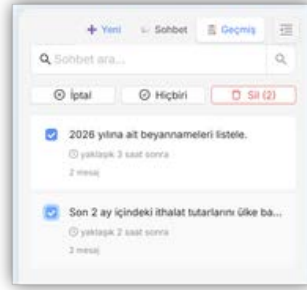 Yeni Sohbet Geçmiş
Sohbet ara...
İptal Hiçbiri Sil (2)
2026 yılına ait beyannameleri listele.
yaklaşık 3 saat sonra
2 mesaj
Son 2 ay içindeki ithalat tutarlarını ülke ba...
yaklaşık 2 saat sonra
2 mesaj